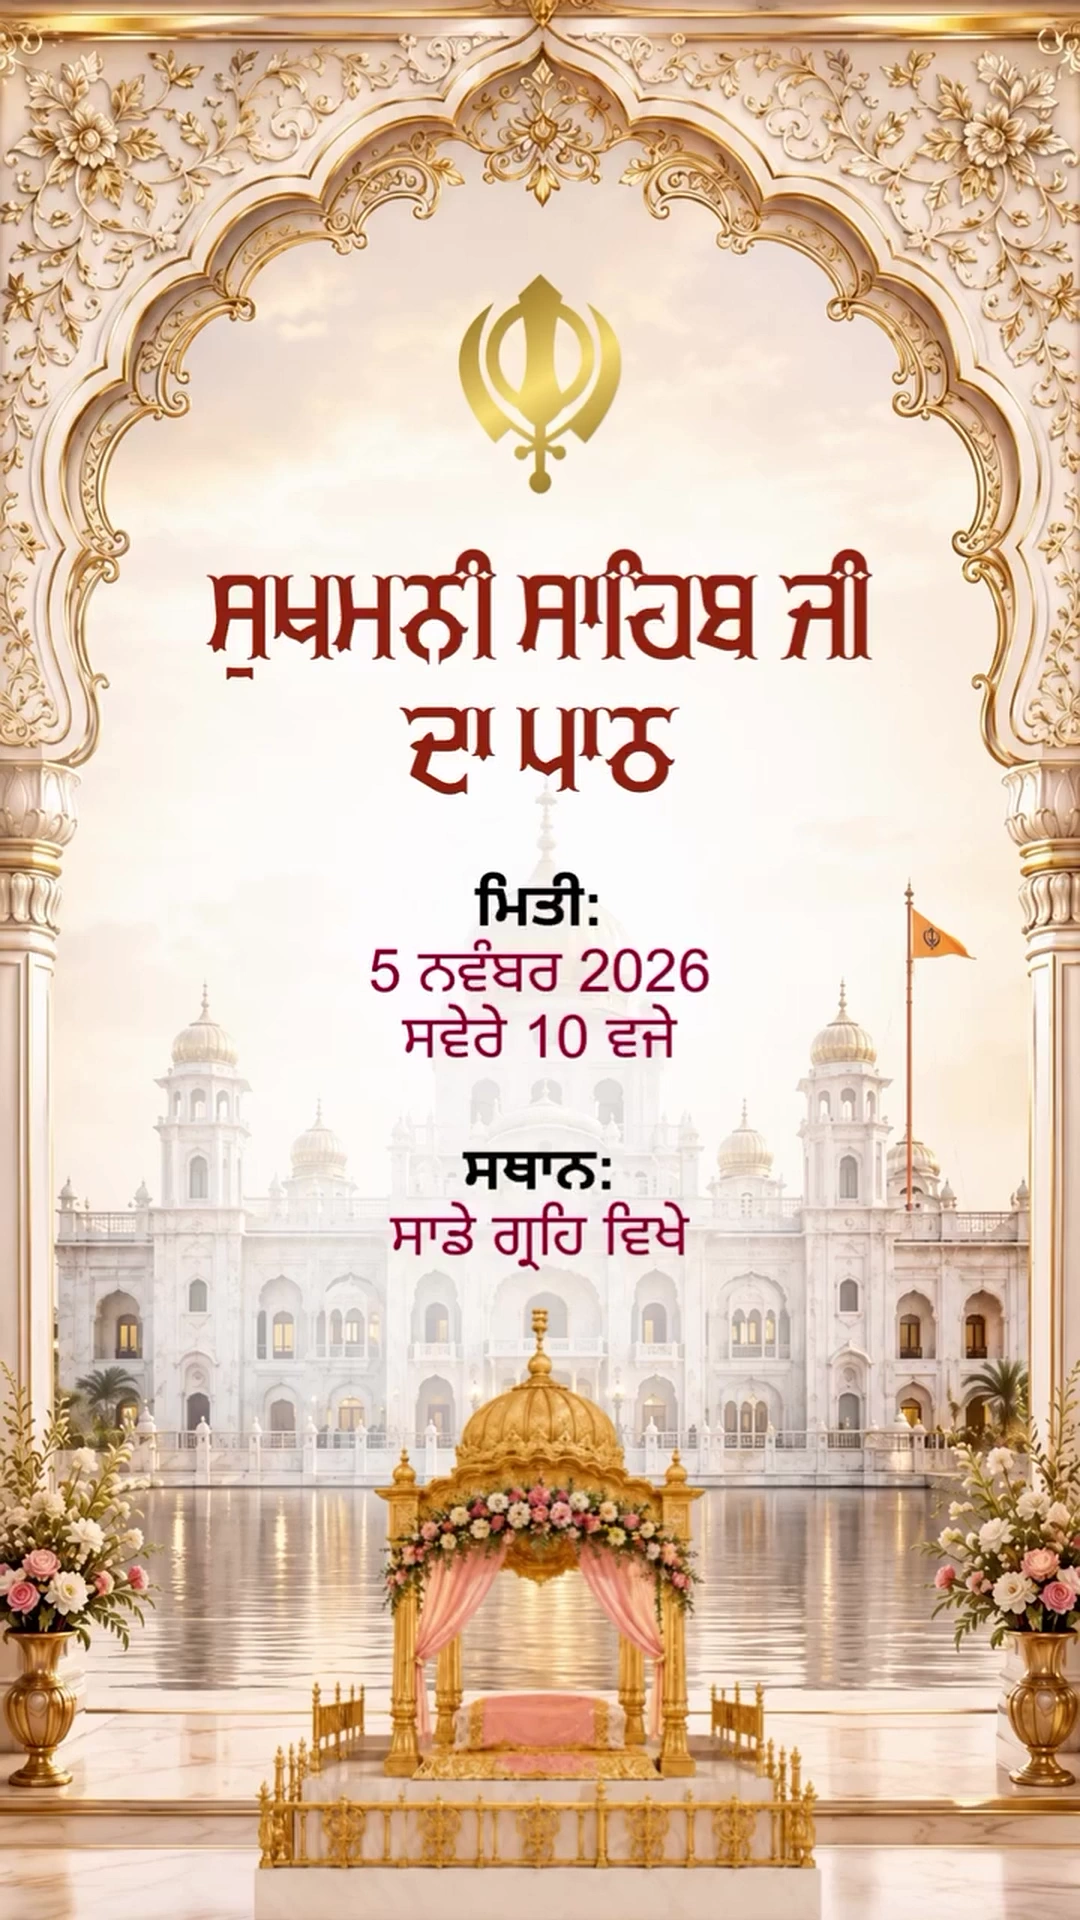 ਸੁਖਮਨੀ ਸਾਹਿਬ ਜੀ
ਦਾ ਪਾਠ
ਮਿਤੀ:
5 ਨਵੰਬਰ 2026
ਸਵੇਰੇ 10 ਵਜੇ
ਸਥਾਨ:
ਸਾਡੇ ਗ੍ਰਹਿ ਵਿਖੇ